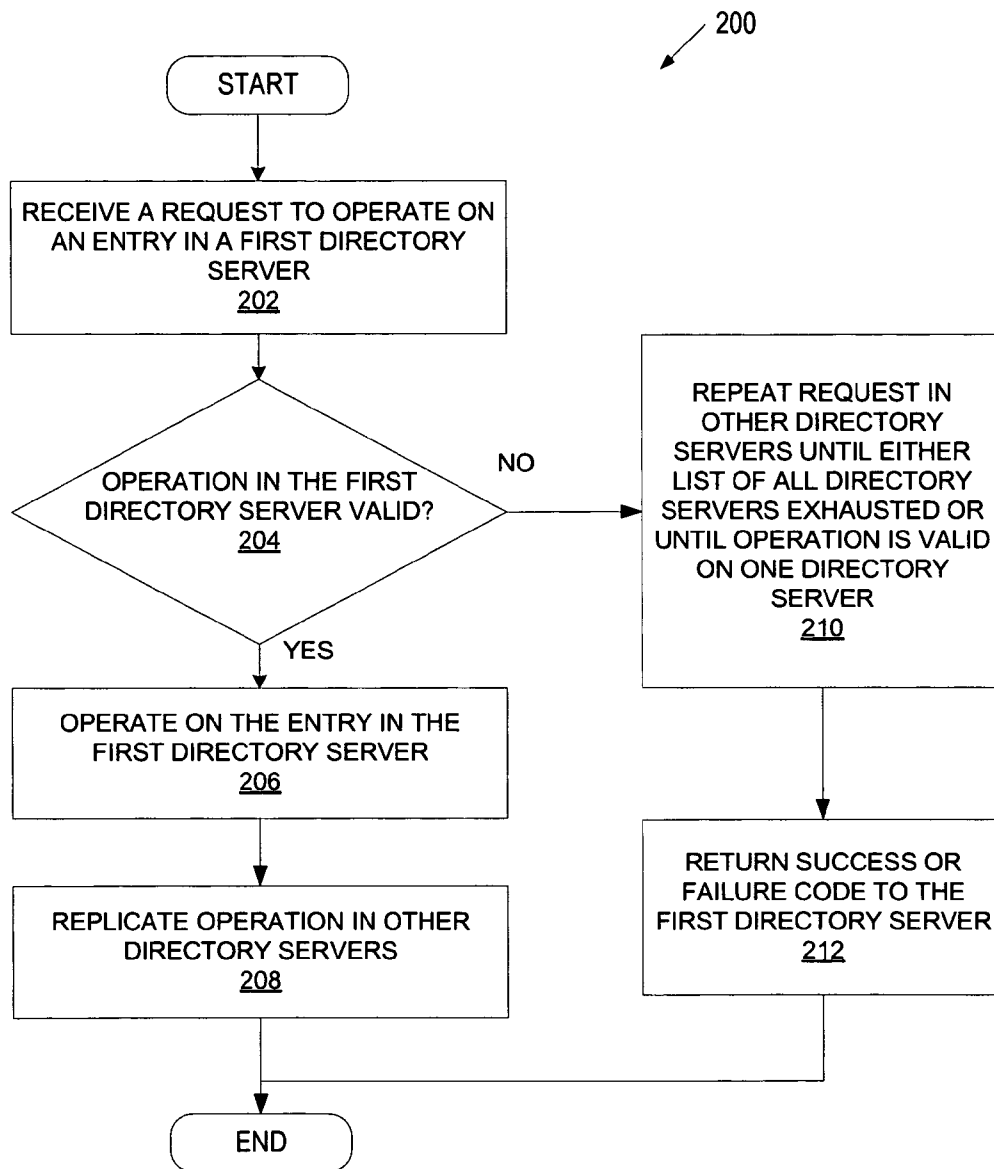 200
START
RECEIVE A REQUEST TO OPERATE ON
AN ENTRY IN A FIRST DIRECTORY
SERVER
202
OPERATION IN THE FIRST
DIRECTORY SERVER VALID?
204
NO
YES
REPEAT REQUEST IN
OTHER DIRECTORY
SERVERS UNTIL EITHER
LIST OF ALL DIRECTORY
SERVERS EXHAUSTED OR
UNTIL OPERATION IS VALID
ON ONE DIRECTORY
SERVER
210
OPERATE ON THE ENTRY IN THE
FIRST DIRECTORY SERVER
206
REPLICATE OPERATION IN OTHER
DIRECTORY SERVERS
208
RETURN SUCCESS OR
FAILURE CODE TO THE
FIRST DIRECTORY SERVER
212
END